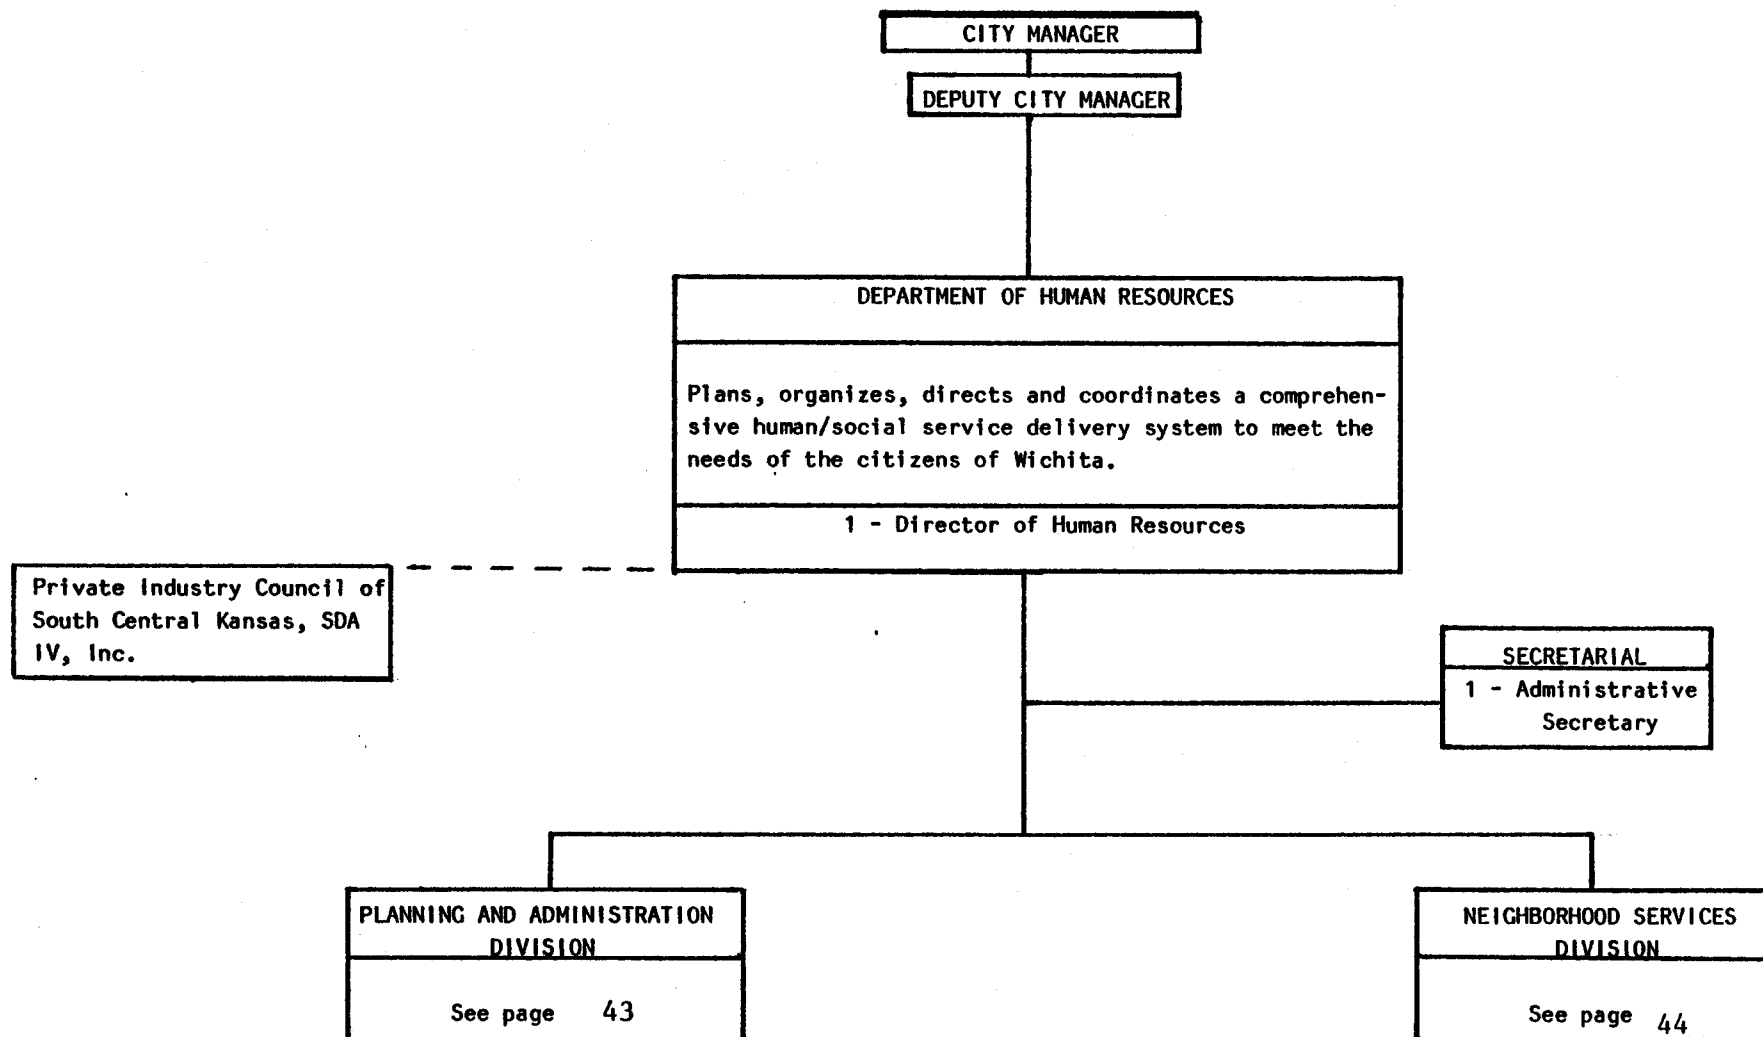 CITY MANAGER
DEPUTY CITY MANAGER
DEPARTMENT OF HUMAN RESOURCES
Plans, organizes, directs and coordinates a comprehen-
sive human/social service delivery system to meet the
needs of the citizens of Wichita.
1 - Director of Human Resources
Private Industry Council of
South Central Kansas, SDA
IV, Inc.
SECRETARIAL
1 - Administrative
Secretary
PLANNING AND ADMINISTRATION
DIVISION
See page 43
NEIGHBORHOOD SERVICES
DIVISION
See page 44